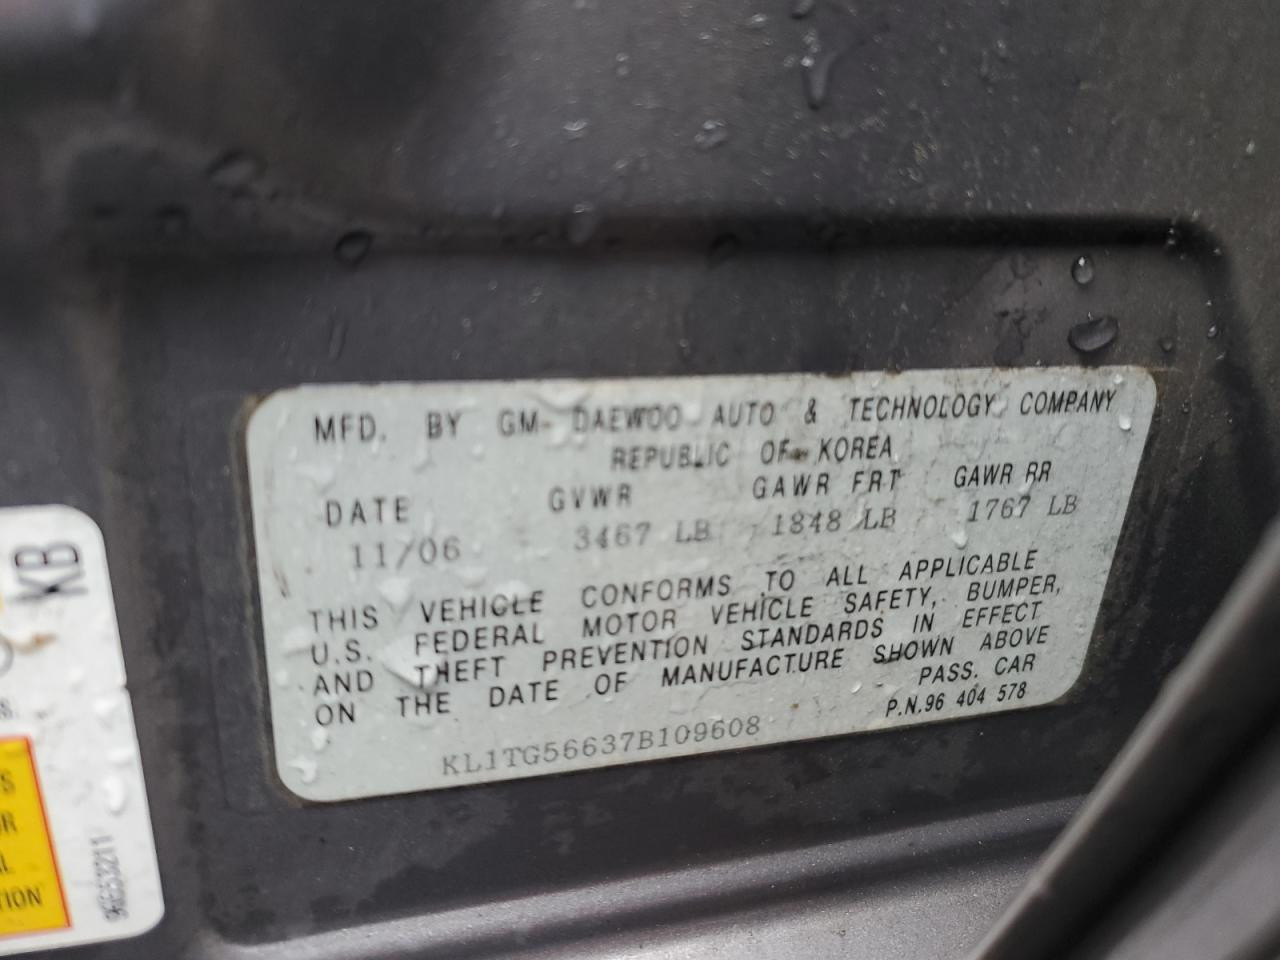 MFD. BY GM-DAEWOO AUTO & TECHNOLOGY COMPANY
REPUBLIC OF KOREA
DATE GVWR GAWR FRT GAWR RR
11/06 3467 LB 1848 LB 1767 LB
THIS VEHICLE CONFORMS TO ALL APPLICABLE
U.S. FEDERAL MOTOR VEHICLE SAFETY, BUMPER,
AND THEFT PREVENTION STANDARDS IN EFFECT
ON THE DATE OF MANUFACTURE SHOWN ABOVE
PASS. CAR
KL1TG56637B109608 P.N.96 404 578
KB
TION